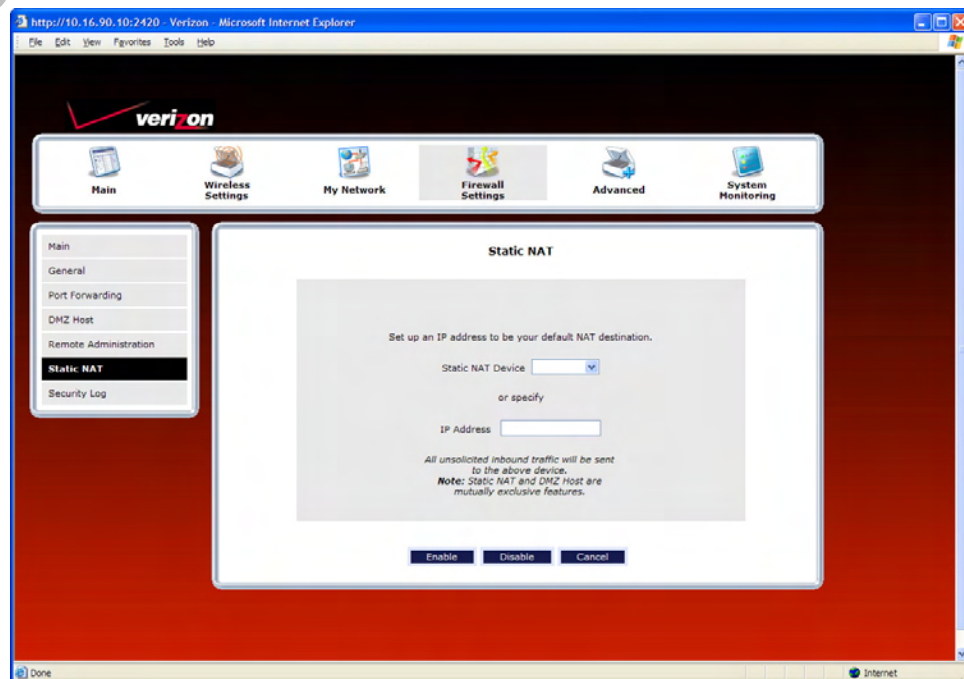 http://10.16.90.10:2420 - Verizon - Microsoft Internet Explorer
File Edit View Favorites Tools Help
verizon
Main
Wireless
Settings
My Network
Firewall
Settings
Advanced
System
Monitoring
Main
General
Port Forwarding
DMZ Host
Remote Administration
Static NAT
Security Log
Static NAT
Set up an IP address to be your default NAT destination.
Static NAT Device
or specify
IP Address
All unsolicited inbound traffic will be sent
to the above device.
Note: Static NAT and DMZ Host are
mutually exclusive features.
Enable Disable Cancel
Done Internet